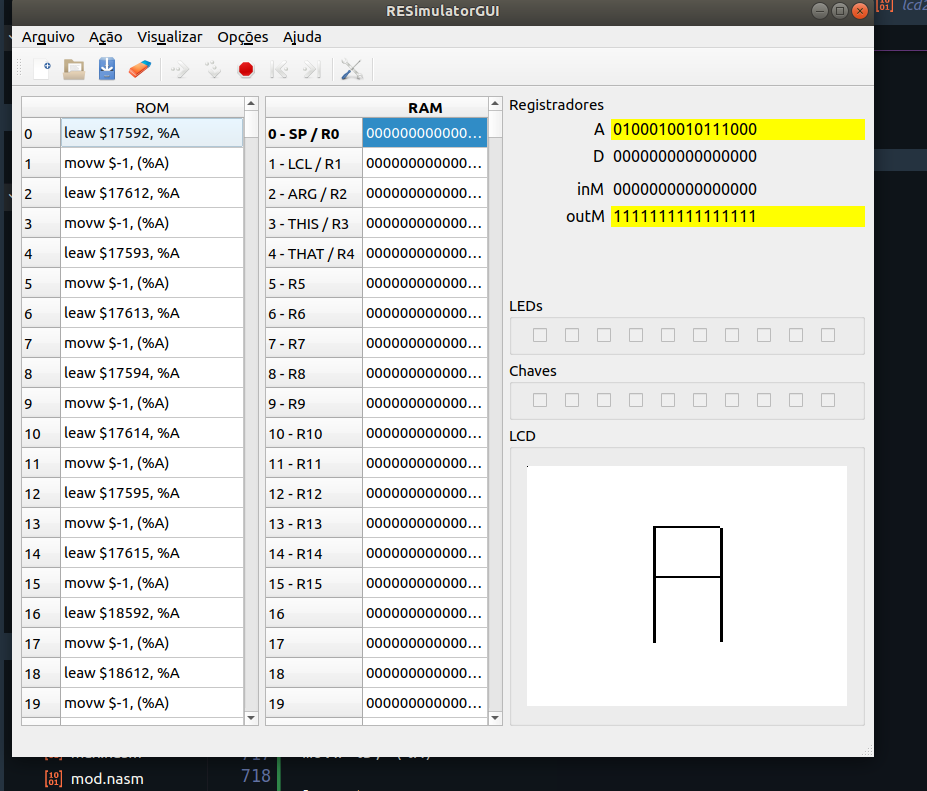 RESimulatorGUI
Arquivo Ação Visualizar Opções Ajuda
ROM
0 leaw $17592, %A
1 movw $-1, (%A)
2 leaw $17612, %A
3 movw $-1, (%A)
4 leaw $17593, %A
5 movw $-1, (%A)
6 leaw $17613, %A
7 movw $-1, (%A)
8 leaw $17594, %A
9 movw $-1, (%A)
10 leaw $17614, %A
11 movw $-1, (%A)
12 leaw $17595, %A
13 movw $-1, (%A)
14 leaw $17615, %A
15 movw $-1, (%A)
16 leaw $18592, %A
17 movw $-1, (%A)
18 leaw $18612, %A
19 movw $-1, (%A)
RAM
0 - SP / R0 000000000000...
1 - LCL / R1 000000000000...
2 - ARG / R2 000000000000...
3 - THIS / R3 000000000000...
4 - THAT / R4 000000000000...
5 - R5 000000000000...
6 - R6 000000000000...
7 - R7 000000000000...
8 - R8 000000000000...
9 - R9 000000000000...
10 - R10 000000000000...
11 - R11 000000000000...
12 - R12 000000000000...
13 - R13 000000000000...
14 - R14 000000000000...
15 - R15 000000000000...
16 000000000000...
17 000000000000...
18 000000000000...
19 000000000000...
Registradores
A 0100010010111000
D 0000000000000000
inM 0000000000000000
outM 1111111111111111
LEDs
Chaves
LCD
mod.nasm
718